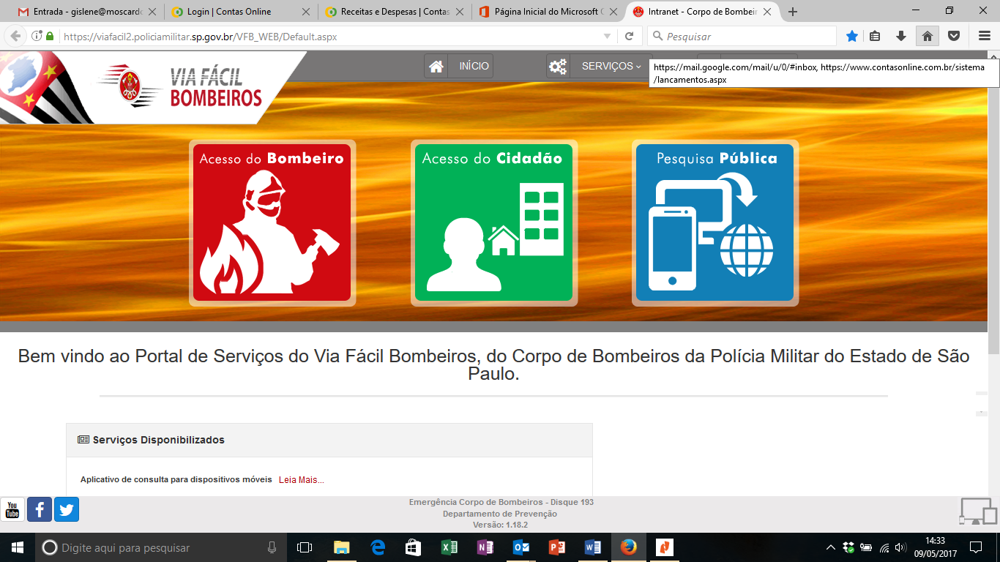 Entrada - gislene@moscardo
Login | Contas Online
Receitas e Despesas | Contas
Página Inicial do Microsoft O
Intranet - Corpo de Bombeir
https://viafacil2.policiamilitar.sp.gov.br/VFB_WEB/Default.aspx
Pesquisar
VIA FÁCIL
BOMBEIROS
INÍCIO
SERVIÇOS
https://mail.google.com/mail/u/0/#inbox, https://www.contasonline.com.br/sistema
/lancamentos.aspx
Acesso do Bombeiro
Acesso do Cidadão
Pesquisa Pública
Bem vindo ao Portal de Serviços do Via Fácil Bombeiros, do Corpo de Bombeiros da Polícia Militar do Estado de São
Paulo.
Serviços Disponibilizados
Aplicativo de consulta para dispositivos móveis Leia Mais...
You
Tube
Emergência Corpo de Bombeiros - Disque 193
Departamento de Prevenção
Versão: 1.18.2
Digite aqui para pesquisar
14:33
09/05/2017